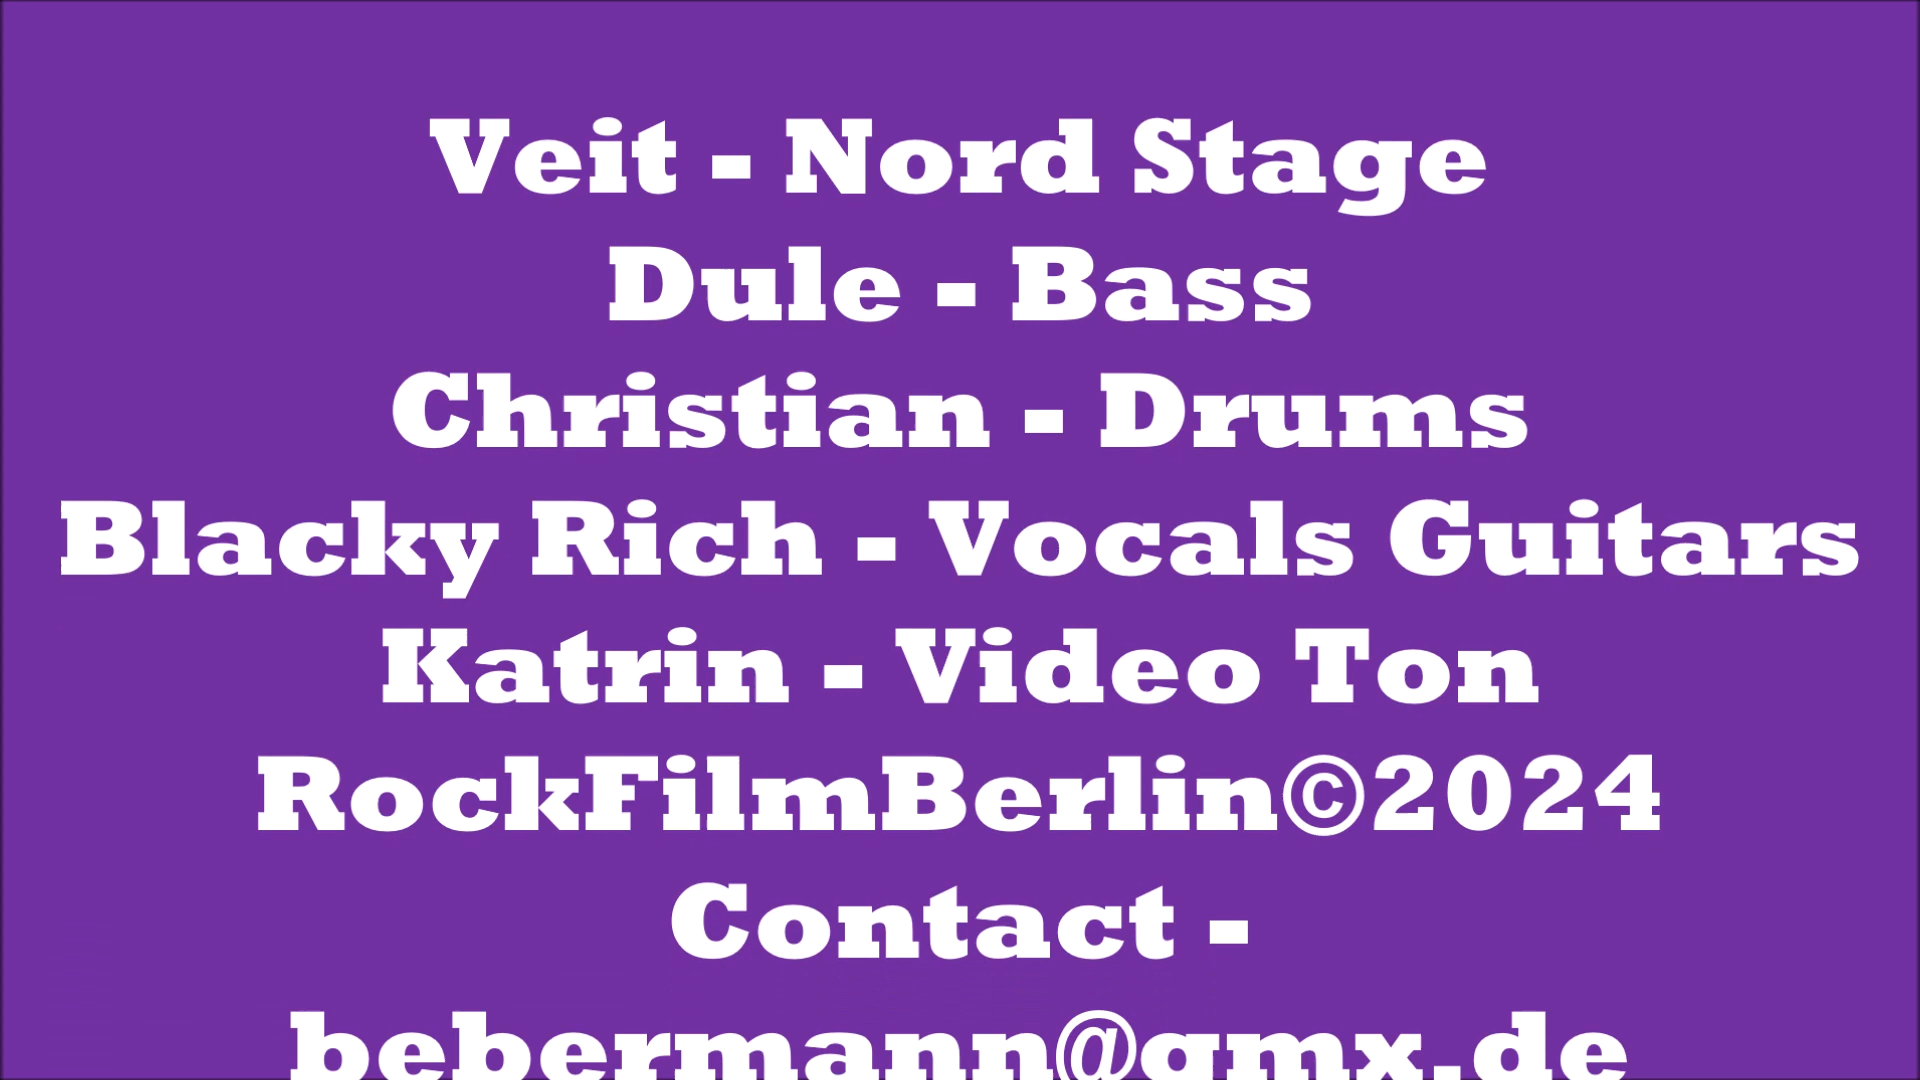 Veit - Nord Stage
Dule - Bass
Christian - Drums
Blacky Rich - Vocals Guitars
Katrin - Video Ton
RockFilmBerlin©2024
Contact -
bebermann@gmx.de